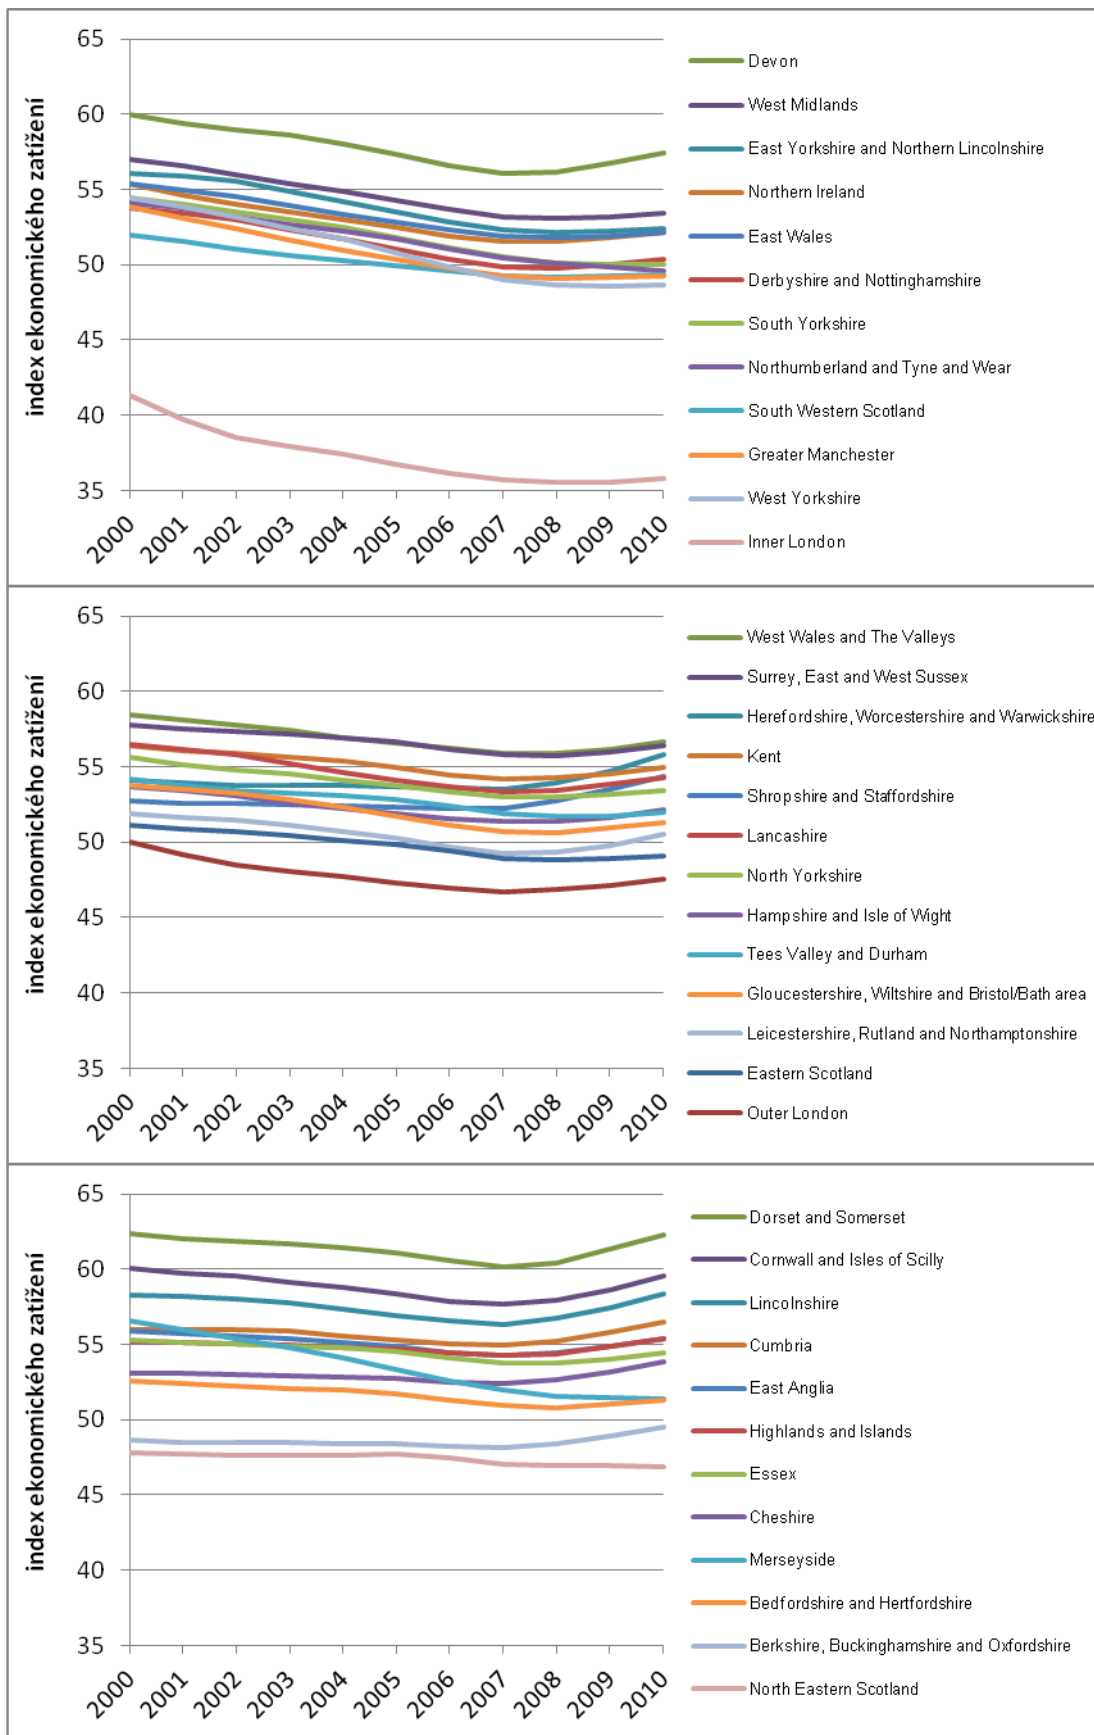 index ekonomického zatížení
65
60
55
50
45
40
35
2000
2001
2002
2003
2004
2005
2006
2007
2008
2009
2010
Devon
West Midlands
East Yorkshire and Northern Lincolnshire
Northern Ireland
East Wales
Derbyshire and Nottinghamshire
South Yorkshire
Northumberland and Tyne and Wear
South Western Scotland
Greater Manchester
West Yorkshire
Inner London
index ekonomického zatížení
65
60
55
50
45
40
35
2000
2001
2002
2003
2004
2005
2006
2007
2008
2009
2010
West Wales and The Valleys
Surrey, East and West Sussex
Herefordshire, Worcestershire and Warwickshire
Kent
Shropshire and Staffordshire
Lancashire
North Yorkshire
Hampshire and Isle of Wight
Tees Valley and Durham
Gloucestershire, Wiltshire and Bristol/Bath area
Leicestershire, Rutland and Northamptonshire
Eastern Scotland
Outer London
index ekonomického zatížení
65
60
55
50
45
40
35
2000
2001
2002
2003
2004
2005
2006
2007
2008
2009
2010
Dorset and Somerset
Cornwall and Isles of Scilly
Lincolnshire
Cumbria
East Anglia
Highlands and Islands
Essex
Cheshire
Merseyside
Bedfordshire and Hertfordshire
Berkshire, Buckinghamshire and Oxfordshire
North Eastern Scotland